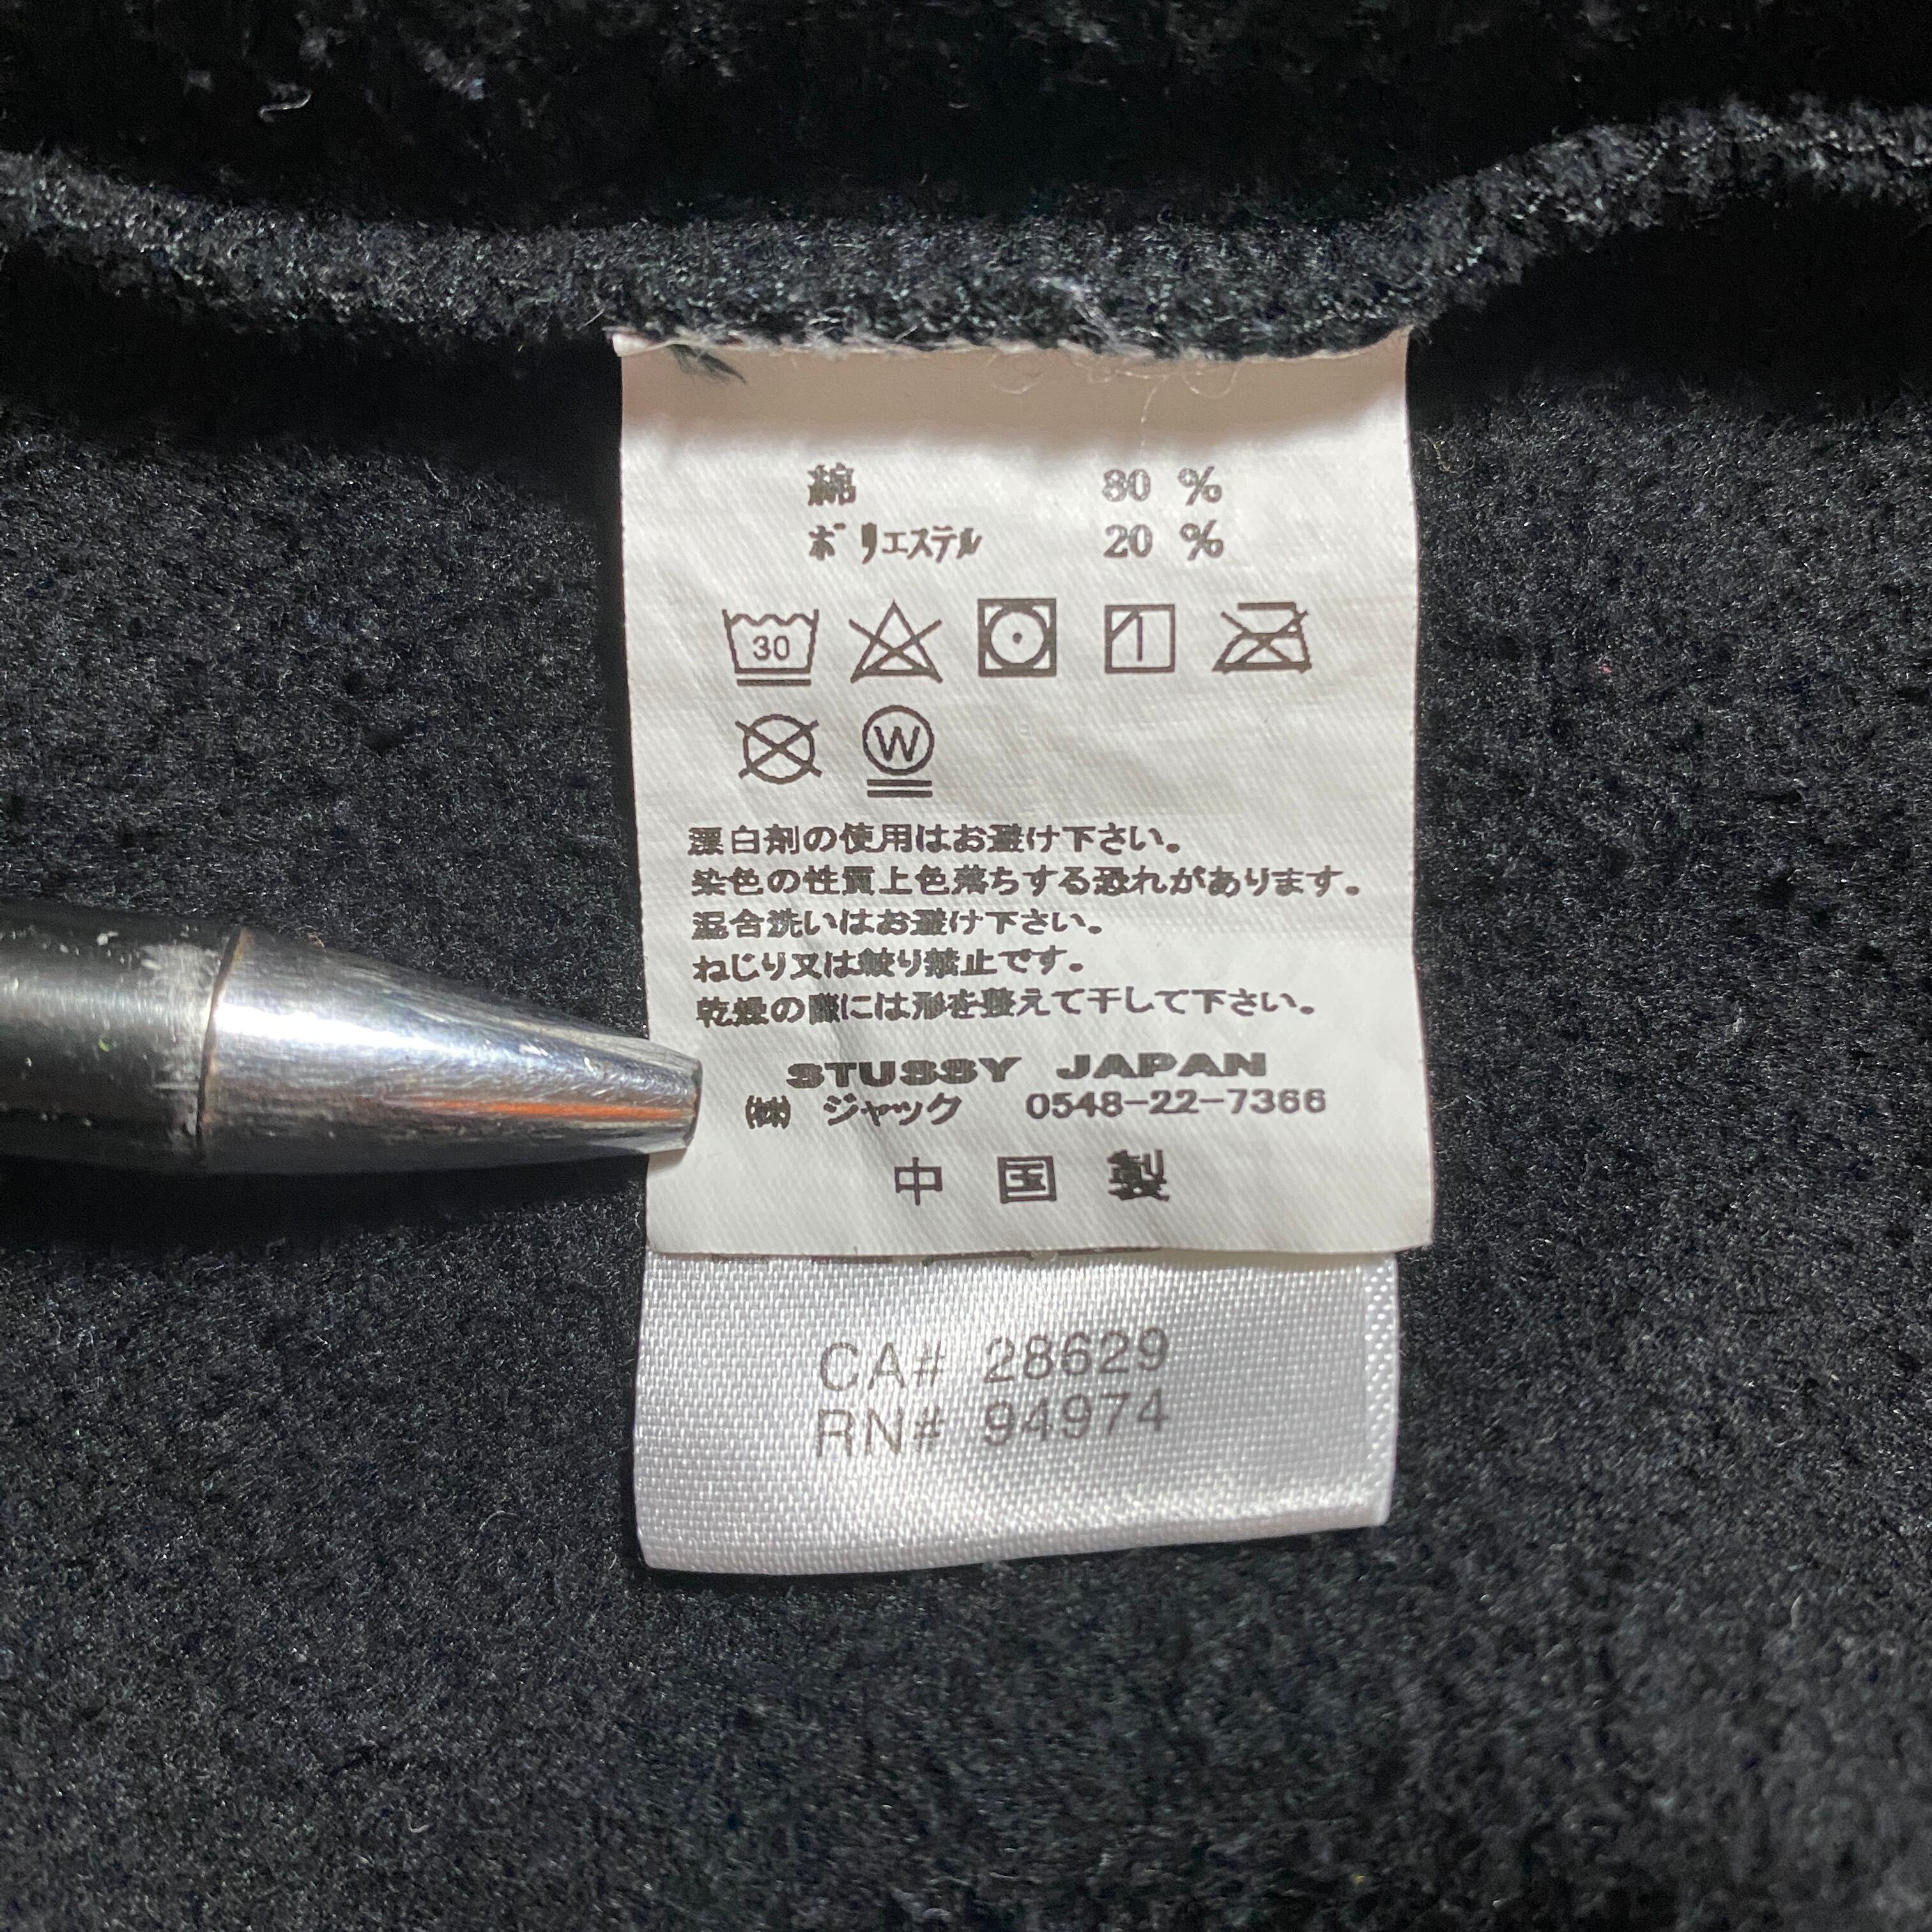 綿 80 %
ポリエステル 20 %
30
W
漂白剤の使用はお避け下さい。
染色の性質上色落ちする恐れがあります。
混合洗いはお避け下さい。
ねじり又は絞り禁止です。
乾燥の際には形を整えて干して下さい。
STUSSY JAPAN
㈱ ジャック 0548-22-7366
中国製
CA# 28629
RN# 94974